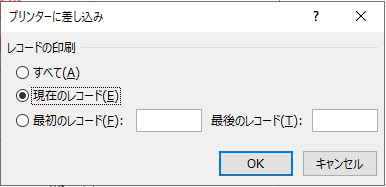 プリンターに差し込み ? ×
レコードの印刷
すべて(A)
現在のレコード(E)
最初のレコード(F): 最後のレコード(T):
OK キャンセル